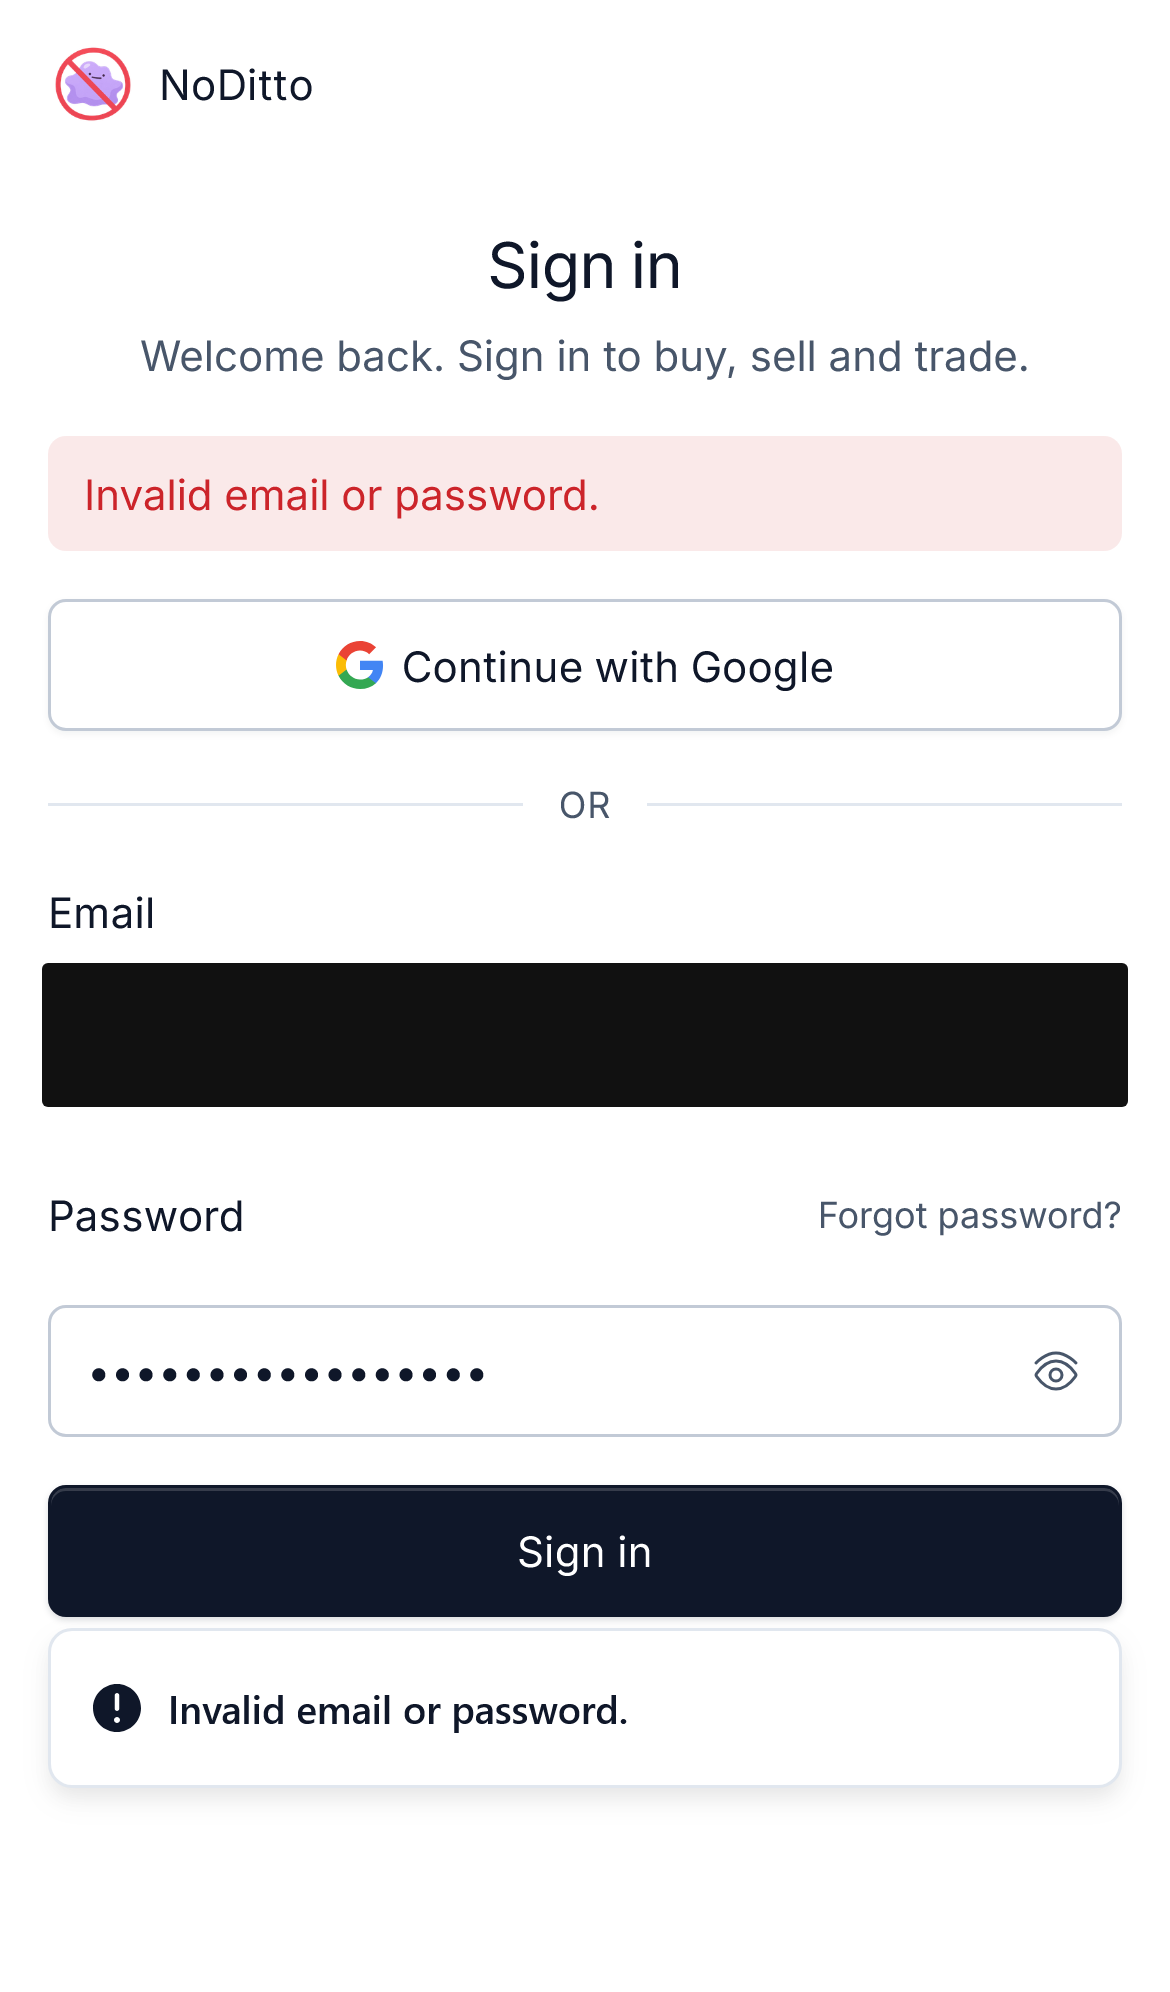 NoDitto
Sign in
Welcome back. Sign in to buy, sell and trade.
Invalid email or password.
Continue with Google
OR
Email
Password
Forgot password?
Sign in
Invalid email or password.